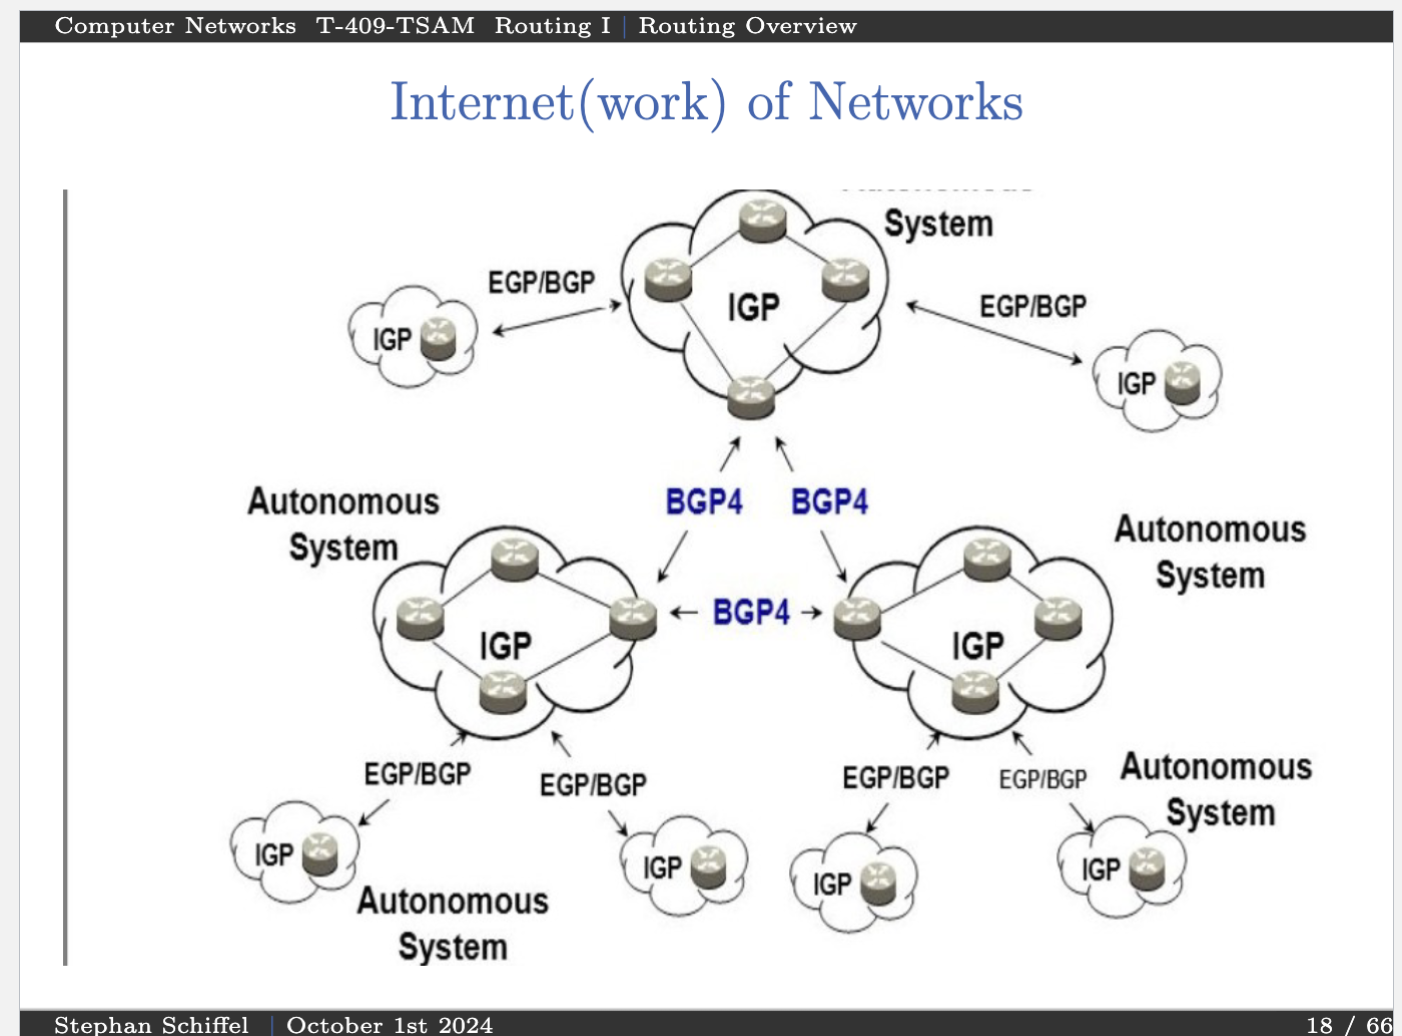 Computer Networks T-409-TSAM Routing I | Routing Overview
Internet(work) of Networks
System
EGP/BGP
EGP/BGP
IGP
IGP
IGP
BGP4
BGP4
Autonomous
System
Autonomous
System
BGP4
IGP
IGP
EGP/BGP
EGP/BGP
EGP/BGP
EGP/BGP
Autonomous
System
IGP
IGP
IGP
IGP
Autonomous
System
Stephan Schiffel | October 1st 2024
18 / 66